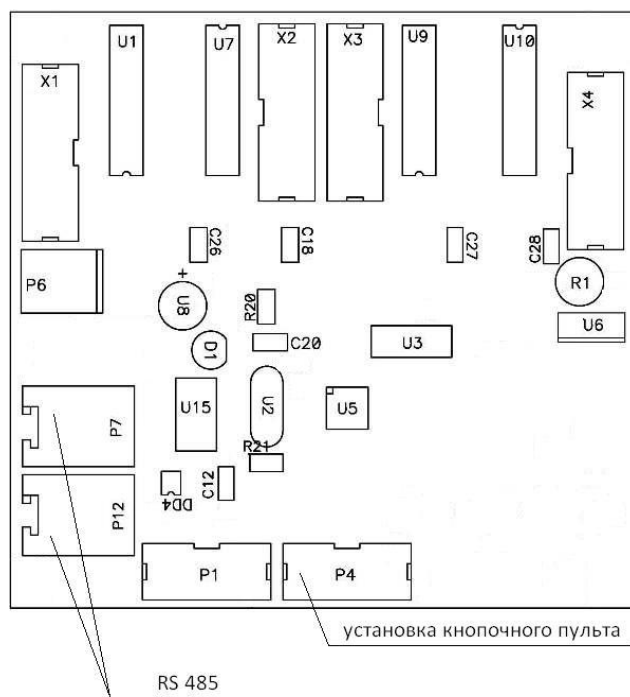 U1
U7
X2
X3
U9
U10
X1
X4
C26
C18
C27
C28
P6
+
U8
R20
R1
D1
C20
U3
U6
U15
U2
U5
P7
R21
C12
DD4
P12
P1
P4
установка кнопочного пульта
RS 485